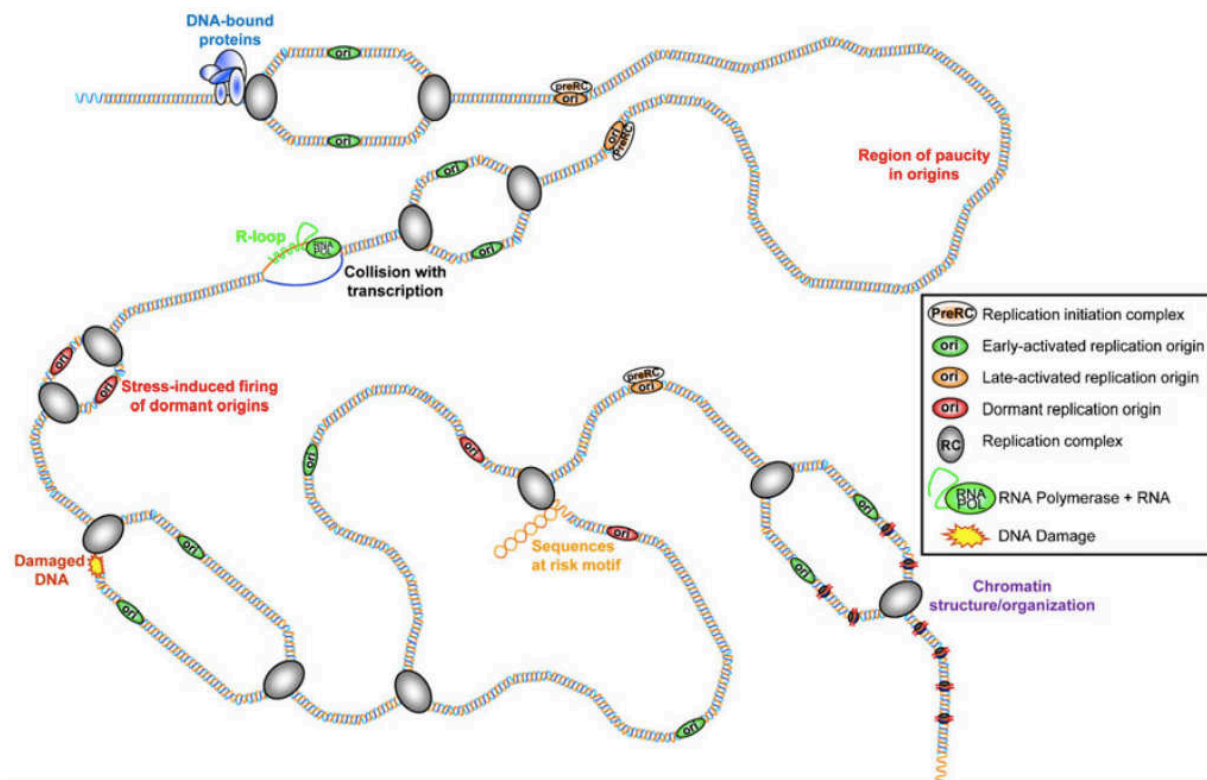 DNA-bound
proteins
ori
ori
preRC
ori
ori
PreRC
Region of paucity
in origins
ori
ori
R-loop
RNA
POL
Collision with
transcription
ori
ori
Stress-induced firing
of dormant origins
preRC
ori
ori
ori
ori
Sequences
at risk motif
ori
ori
Damaged
DNA
ori
ori
ori
ori
Chromatin
structure/organization
PreRC Replication initiation complex
ori Early-activated replication origin
ori Late-activated replication origin
ori Dormant replication origin
RC Replication complex
RNA
POL RNA Polymerase + RNA
DNA Damage